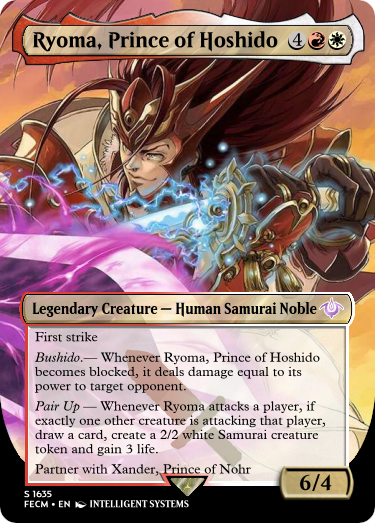 Ryoma, Prince of Hoshido 4
Legendary Creature — Human Samurai Noble
First strike
Bushido.— Whenever Ryoma, Prince of Hoshido
becomes blocked, it deals damage equal to its
power to target opponent.
Pair Up — Whenever Ryoma attacks a player, if
exactly one other creature is attacking that player,
draw a card, create a 2/2 white Samurai creature
token and gain 3 life.
Partner with Xander, Prince of Nohr
6/4
S 1635
FECM • EN INTELLIGENT SYSTEMS